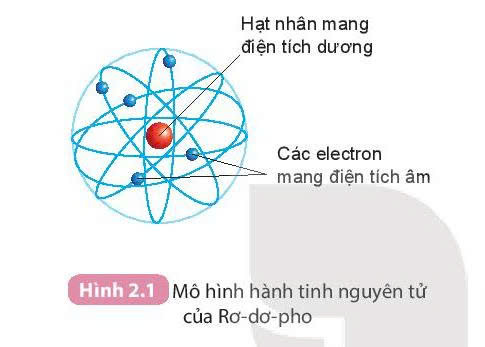 Hạt nhân mang
điện tích dương
Các electron
mang điện tích âm
Hình 2.1 Mô hình hành tinh nguyên tử
của Rơ-dơ-pho